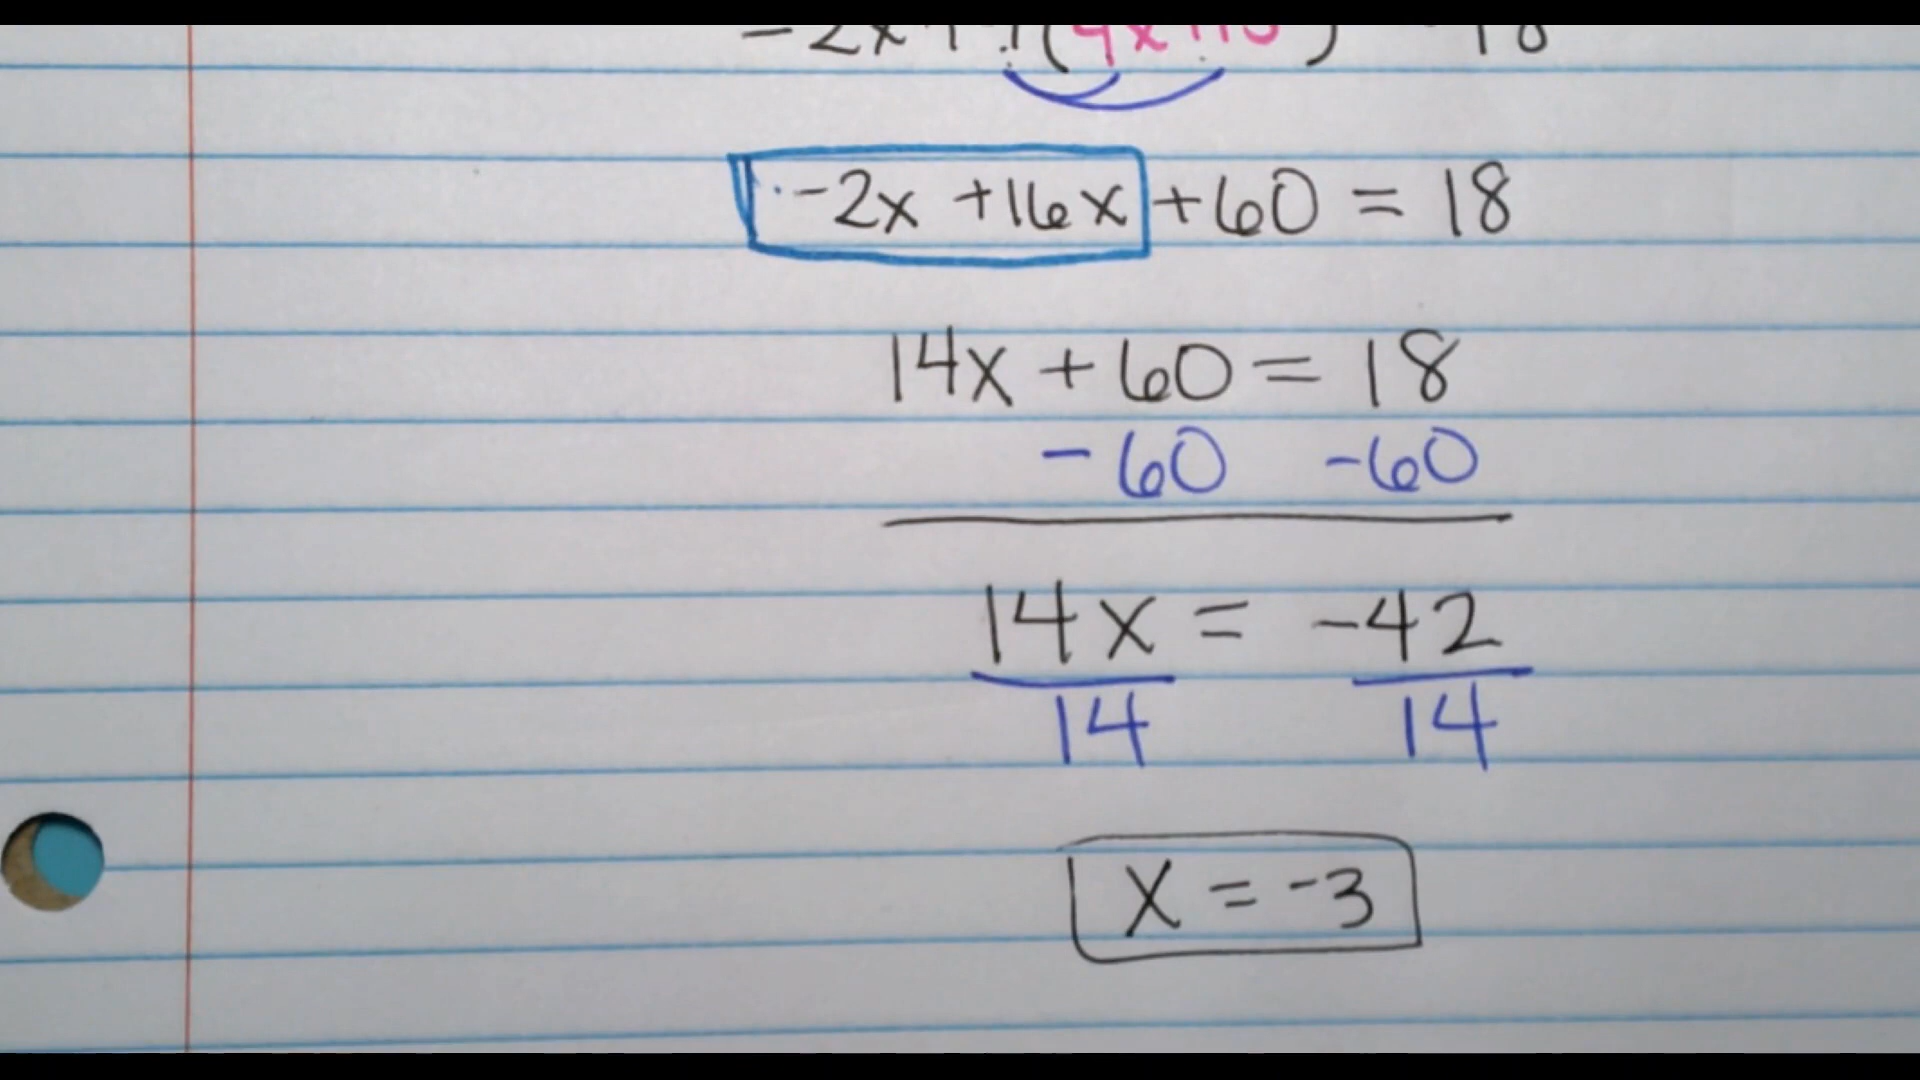 -2x +16x +60 = 18
14x + 60 = 18
- 60 -60
14x = -42
14 14
x = -3